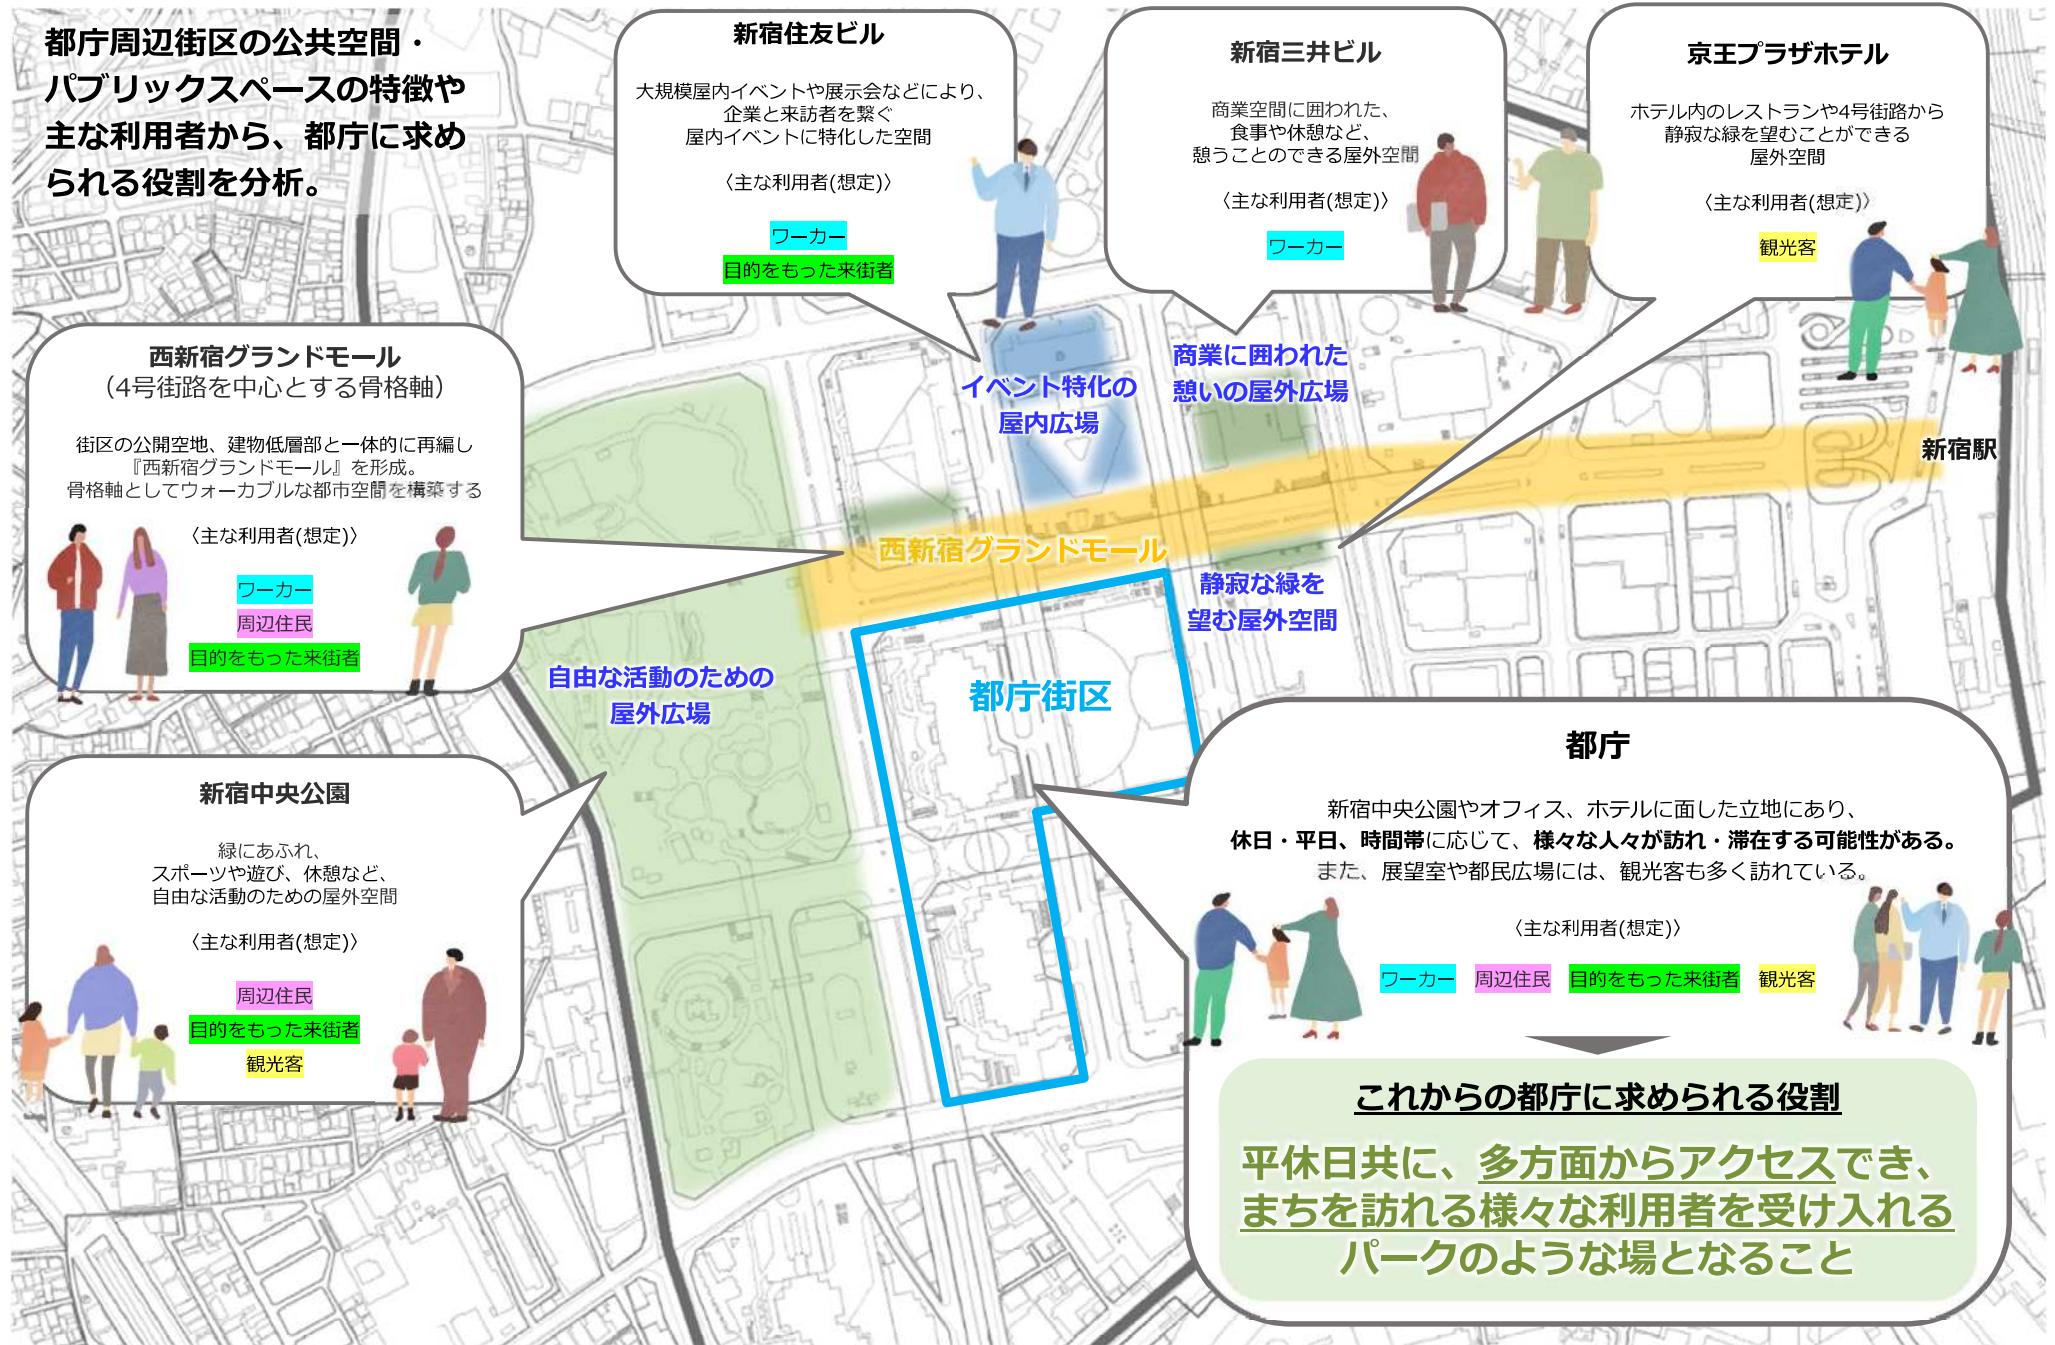 都庁周辺街区の公共空間・
パブリックスペースの特徴や
主な利用者から、都庁に求め
られる役割を分析。
新宿住友ビル
大規模屋内イベントや展示会などにより、
企業と来訪者を繋ぐ
屋内イベントに特化した空間
〈主な利用者(想定)〉
ワーカー
目的をもった来街者
新宿三井ビル
商業空間に囲われた、
食事や休憩など、
憩うことのできる屋外空間
〈主な利用者(想定)〉
ワーカー
京王プラザホテル
ホテル内のレストランや4号街路から
静寂な緑を望むことができる
屋外空間
〈主な利用者(想定)〉
観光客
西新宿グランドモール
（4号街路を中心とする骨格軸）
街区の公開空地、建物低層部と一体的に再編し
『西新宿グランドモール』を形成。
骨格軸としてウォーカブルな都市空間を構築する
〈主な利用者(想定)〉
ワーカー
周辺住民
目的をもった来街者
イベント特化の
屋内広場
商業に囲われた
憩いの屋外広場
新宿駅
西新宿グランドモール
静寂な緑を
望む屋外空間
自由な活動のための
屋外広場
都庁街区
新宿中央公園
緑にあふれ、
スポーツや遊び、休憩など、
自由な活動のための屋外空間
〈主な利用者(想定)〉
周辺住民
目的をもった来街者
観光客
都庁
新宿中央公園やオフィス、ホテルに面した立地にあり、
休日・平日、時間帯に応じて、様々な人々が訪れ・滞在する可能性がある。
また、展望室や都民広場には、観光客も多く訪れている。
〈主な利用者(想定)〉
ワーカー 周辺住民 目的をもった来街者 観光客
これからの都庁に求められる役割
平休日共に、多方面からアクセスでき、
まちを訪れる様々な利用者を受け入れる
パークのような場となること